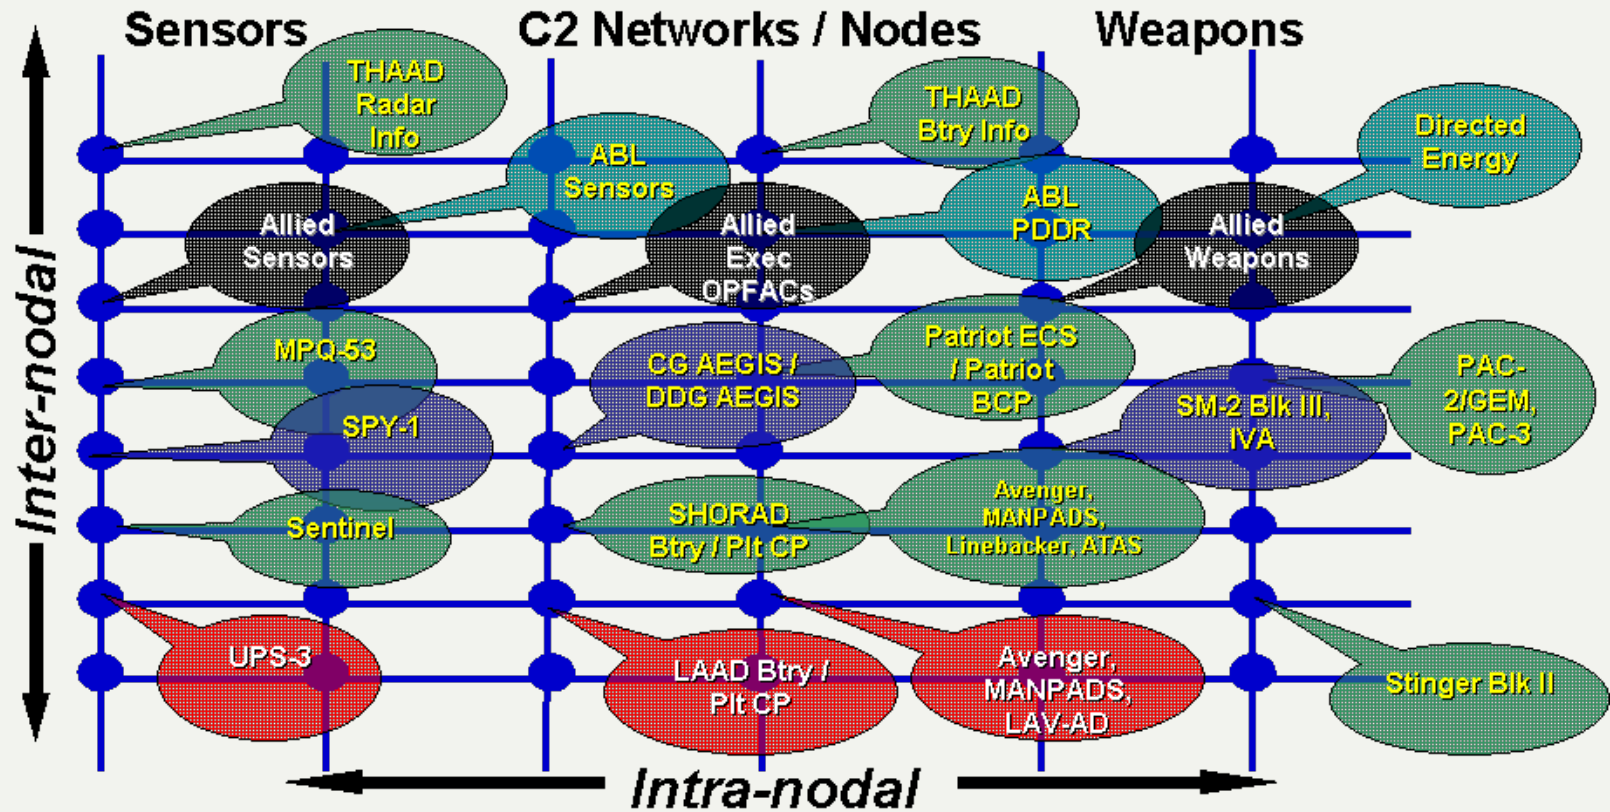 Sensors
C2 Networks / Nodes
Weapons
THAAD
Radar
Info
THAAD
Btry Info
Directed
Energy
ABL
Sensors
ABL
PDDR
Allied
Sensors
Allied
Exec
OPFACs
Allied
Weapons
MPQ-53
CG AEGIS /
DDG AEGIS
Patriot ECS
/ Patriot
BCP
PAC-
2/GEM,
PAC-3
SPY-1
SM-2 Blk III,
IVA
Sentinel
SHORAD
Btry / Plt CP
Avenger,
MANPADS,
Linebacker, ATAS
UPS-3
LAAD Btry /
Plt CP
Avenger,
MANPADS,
LAV-AD
Stinger Blk II
Inter-nodal
Intra-nodal